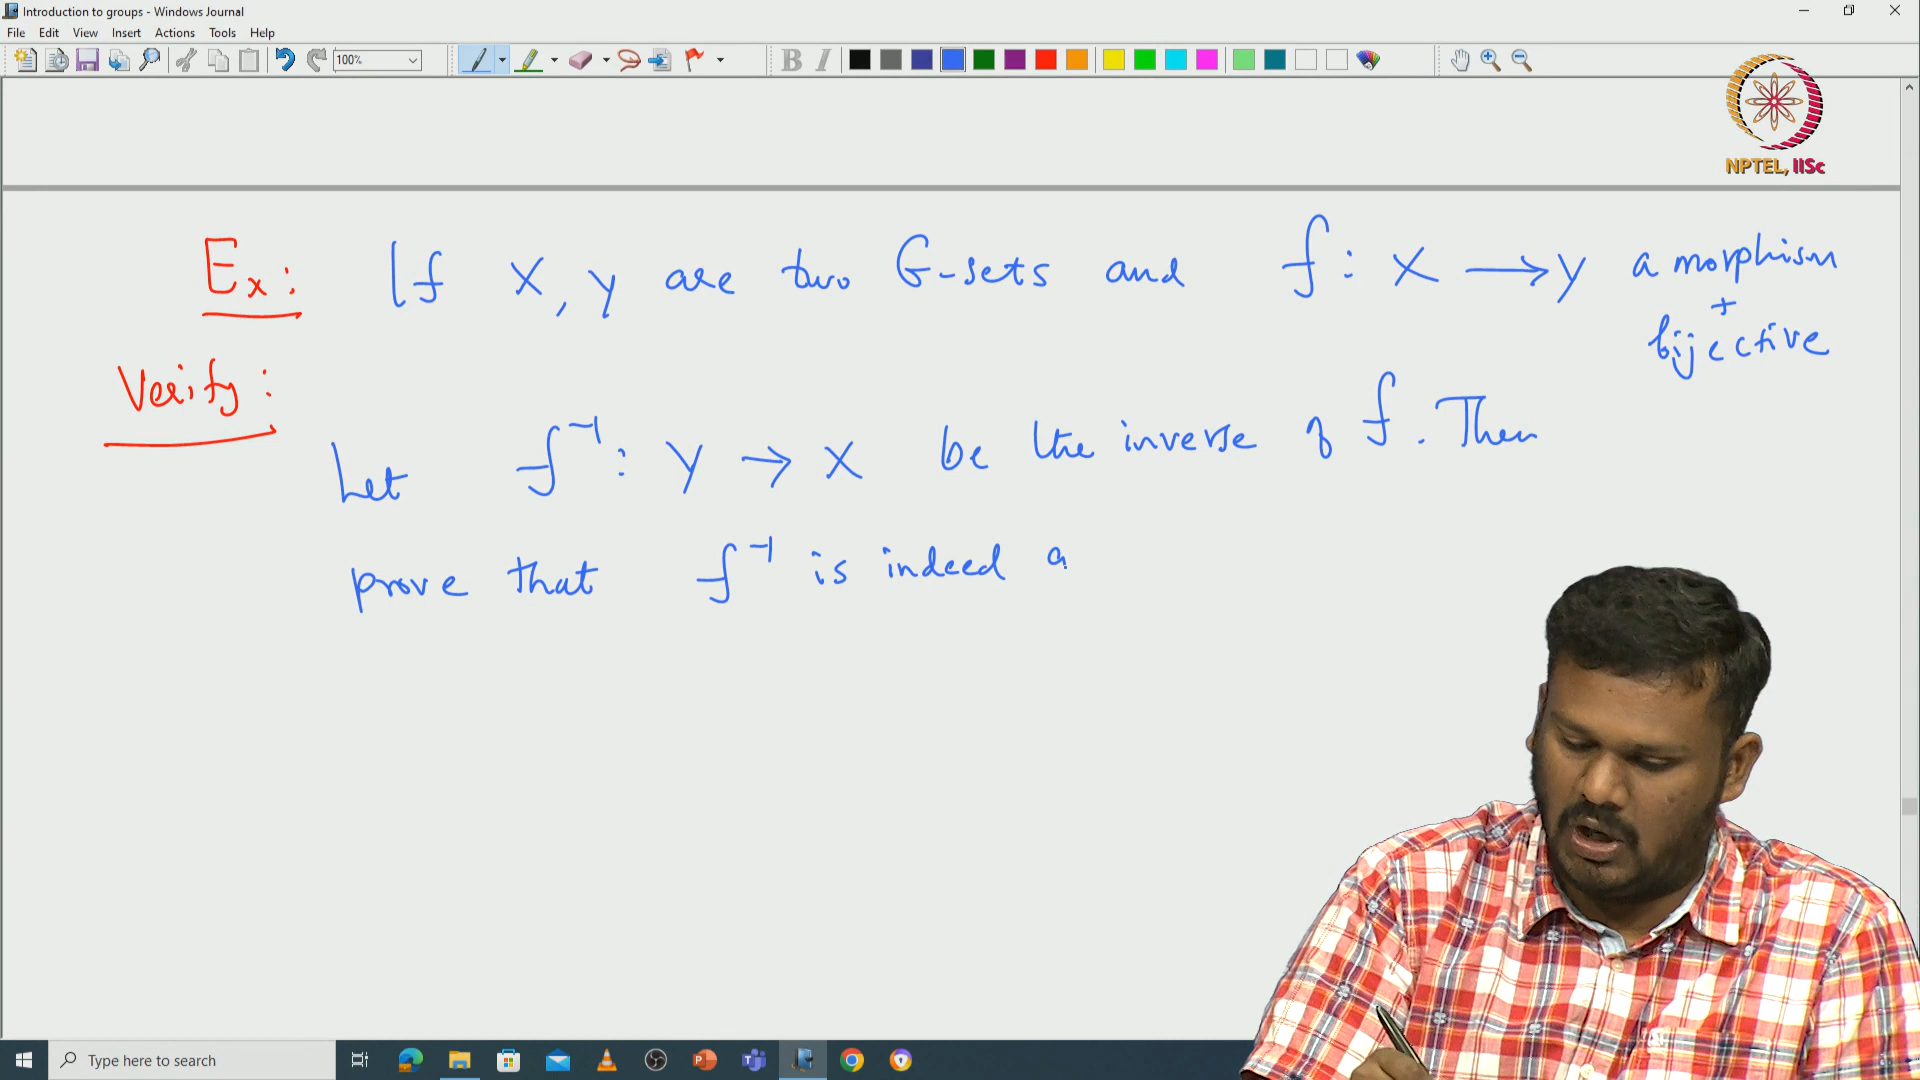 Introduction to groups - Windows Journal
File Edit View Insert Actions Tools Help
100%
B I
NPTEL, IISc
Ex: If X, Y are two G-sets and f: X → Y a morphism
+
bijective
Verify:
Let f⁻¹: Y → X be the inverse of f. Then
prove that f⁻¹ is indeed a
Type here to search